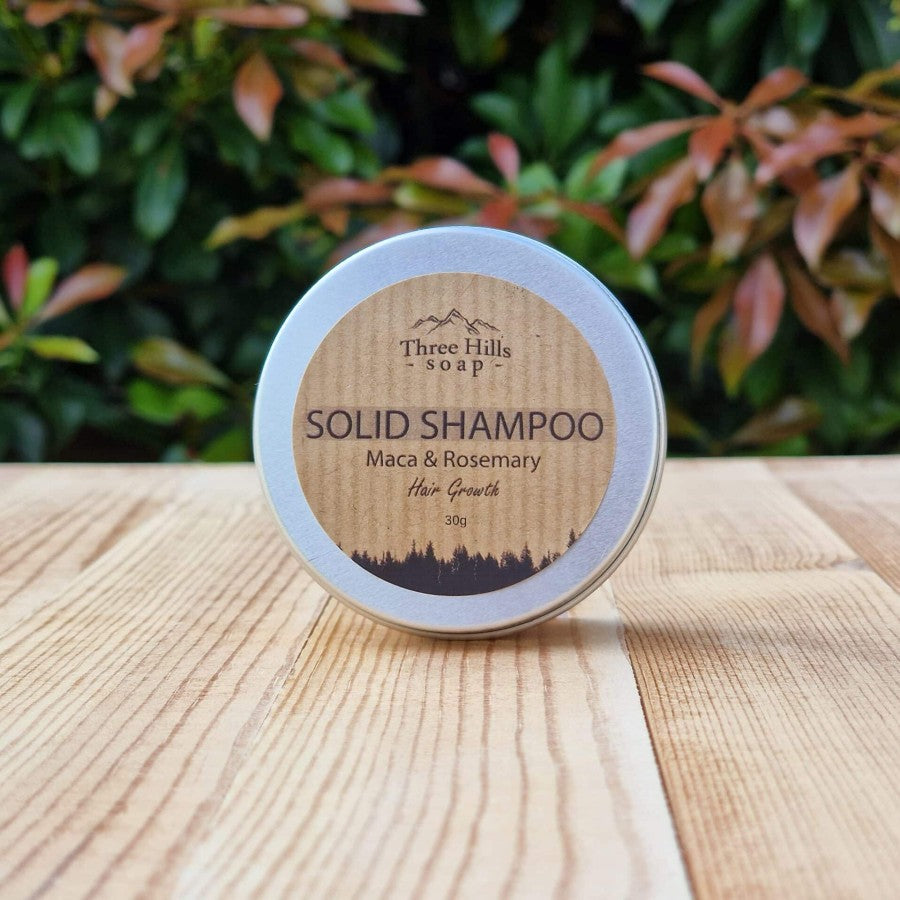 Three Hills
- soap -
SOLID SHAMPOO
Maca & Rosemary
Hair Growth
30g